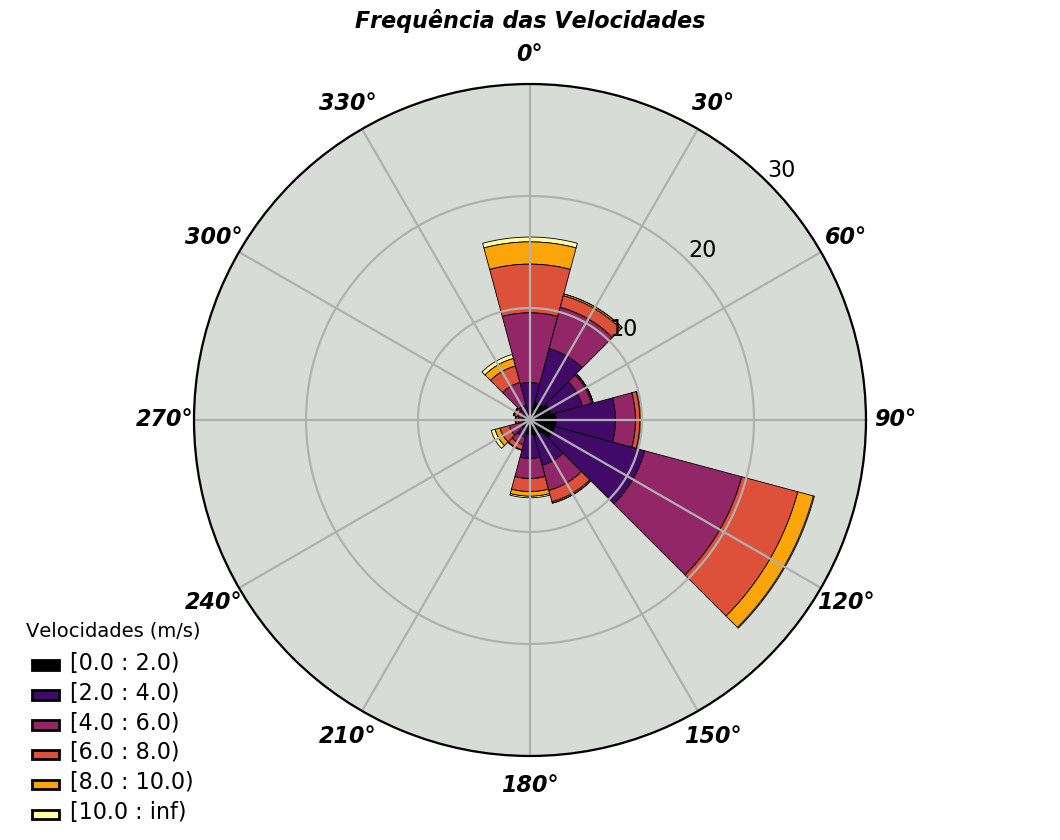 Frequência das Velocidades
0°
330°
30°
30
300°
60°
20
10
270°
90°
240°
120°
210°
150°
180°
Velocidades (m/s)
[0.0 : 2.0)
[2.0 : 4.0)
[4.0 : 6.0)
[6.0 : 8.0)
[8.0 : 10.0)
[10.0 : inf)